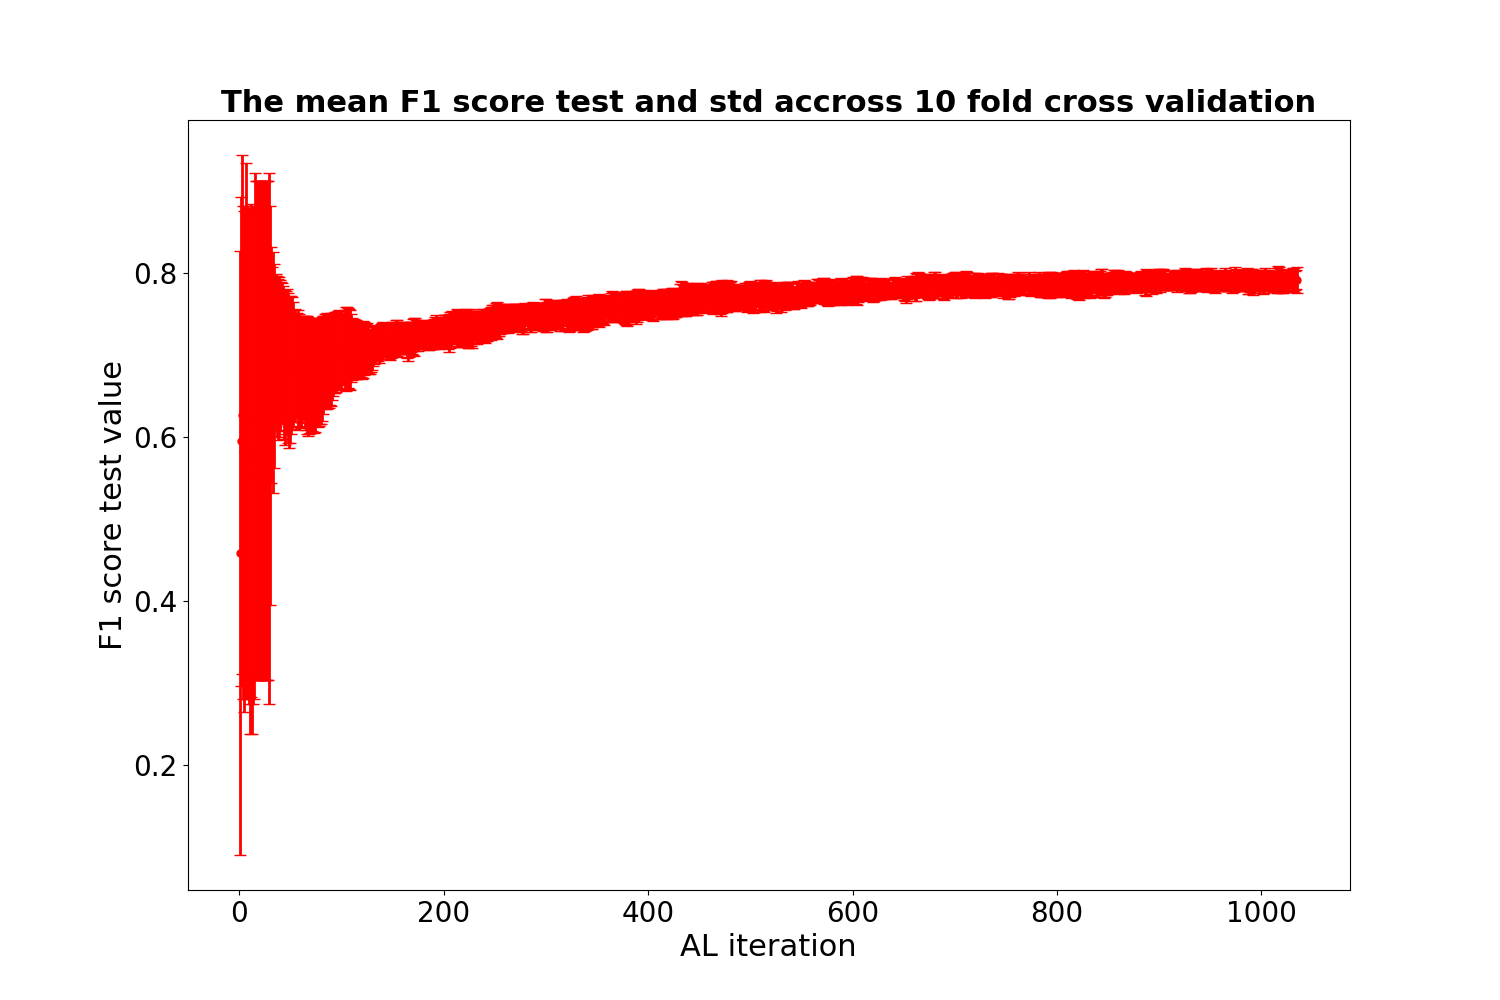 The mean F1 score test and std accross 10 fold cross validation
0.8
0.6
0.4
0.2
F1 score test value
0 200 400 600 800 1000
AL iteration